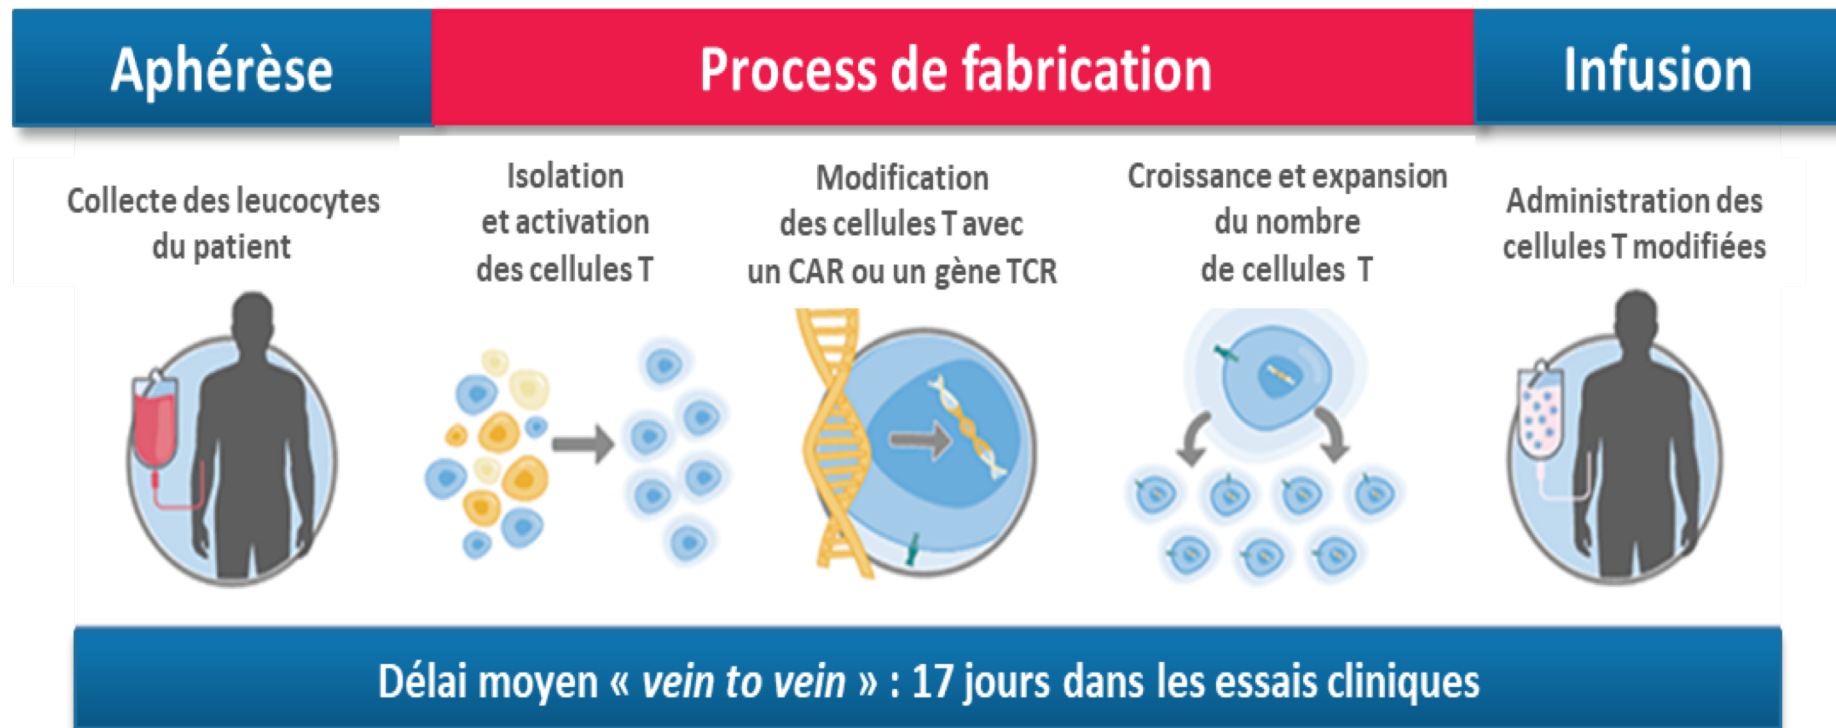 Aphérèse
Process de fabrication
Infusion
Collecte des leucocytes
du patient
Isolation
et activation
des cellules T
Modification
des cellules T avec
un CAR ou un gène TCR
Croissance et expansion
du nombre
de cellules T
Administration des
cellules T modifiées
Délai moyen « vein to vein » : 17 jours dans les essais cliniques